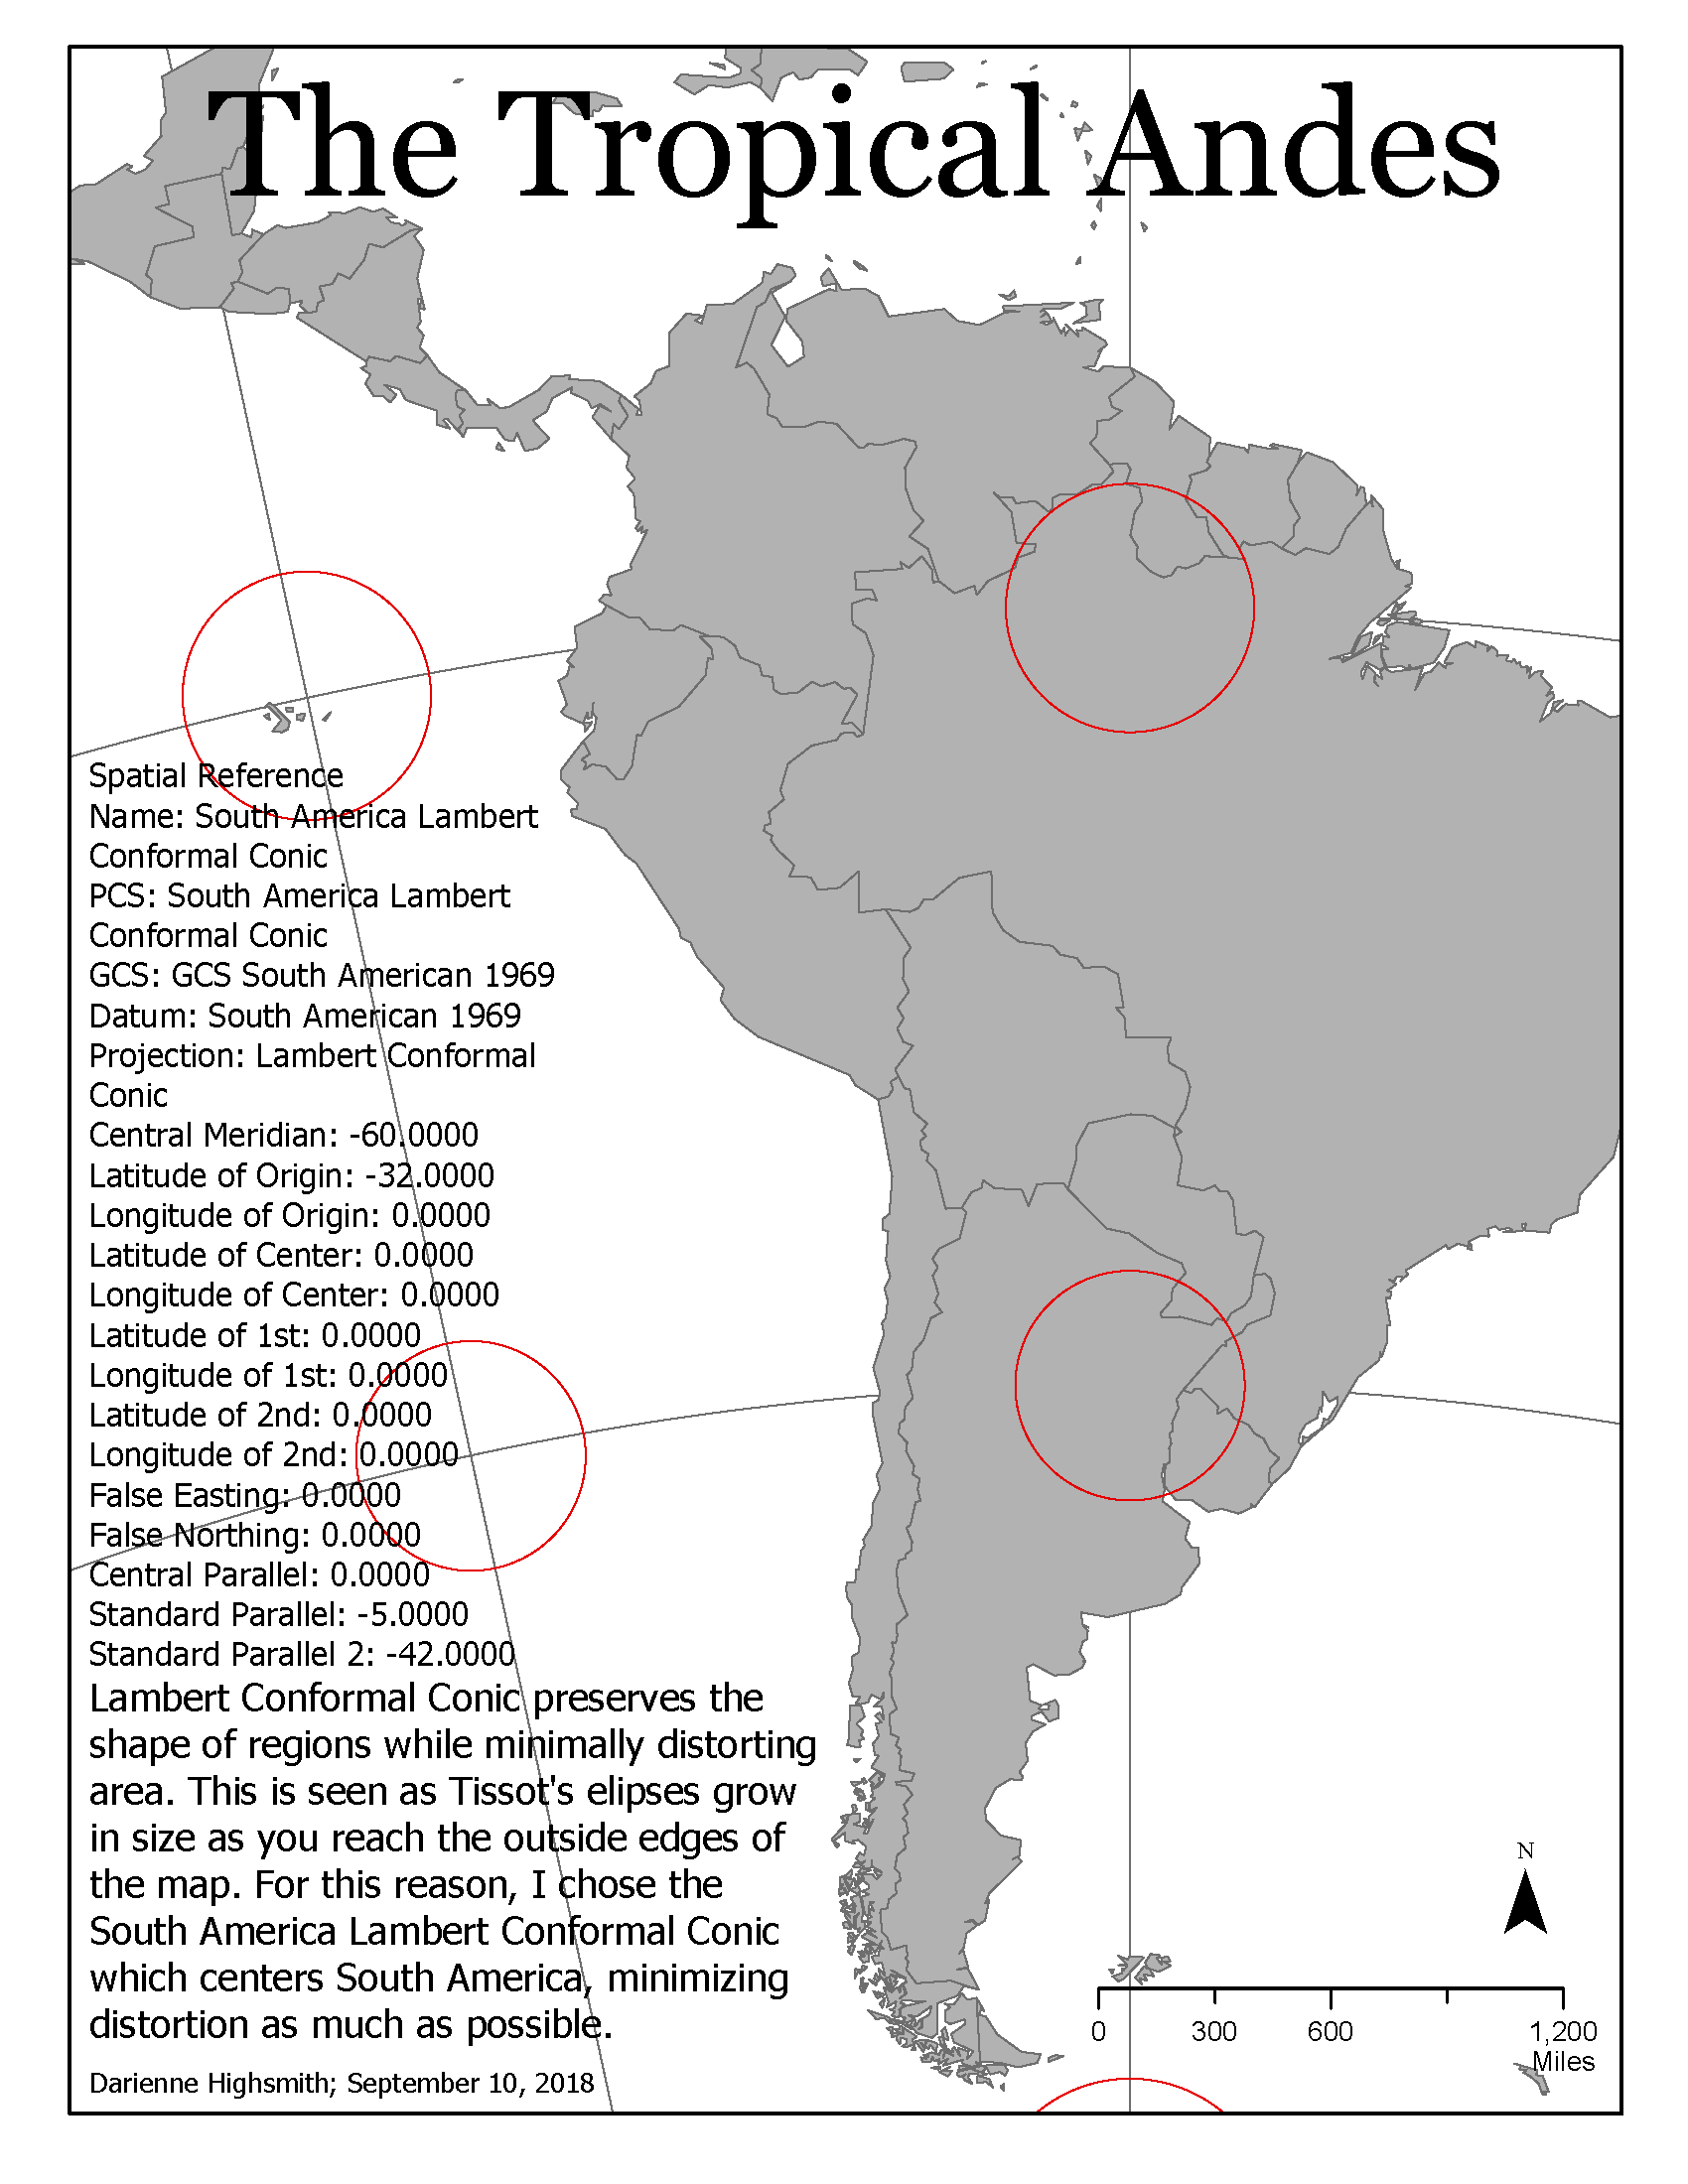 The Tropical Andes
Spatial Reference
Name: South America Lambert
Conformal Conic
PCS: South America Lambert
Conformal Conic
GCS: GCS South American 1969
Datum: South American 1969
Projection: Lambert Conformal
Conic
Central Meridian: -60.0000
Latitude of Origin: -32.0000
Longitude of Origin: 0.0000
Latitude of Center: 0.0000
Longitude of Center: 0.0000
Latitude of 1st: 0.0000
Longitude of 1st: 0.0000
Latitude of 2nd: 0.0000
Longitude of 2nd: 0.0000
False Easting: 0.0000
False Northing: 0.0000
Central Parallel: 0.0000
Standard Parallel: -5.0000
Standard Parallel 2: -42.0000
Lambert Conformal Conic preserves the
shape of regions while minimally distorting
area. This is seen as Tissot's elipses grow
in size as you reach the outside edges of
the map. For this reason, I chose the
South America Lambert Conformal Conic
which centers South America, minimizing
distortion as much as possible.
Darienne Highsmith; September 10, 2018
N
0 300 600 1,200
Miles